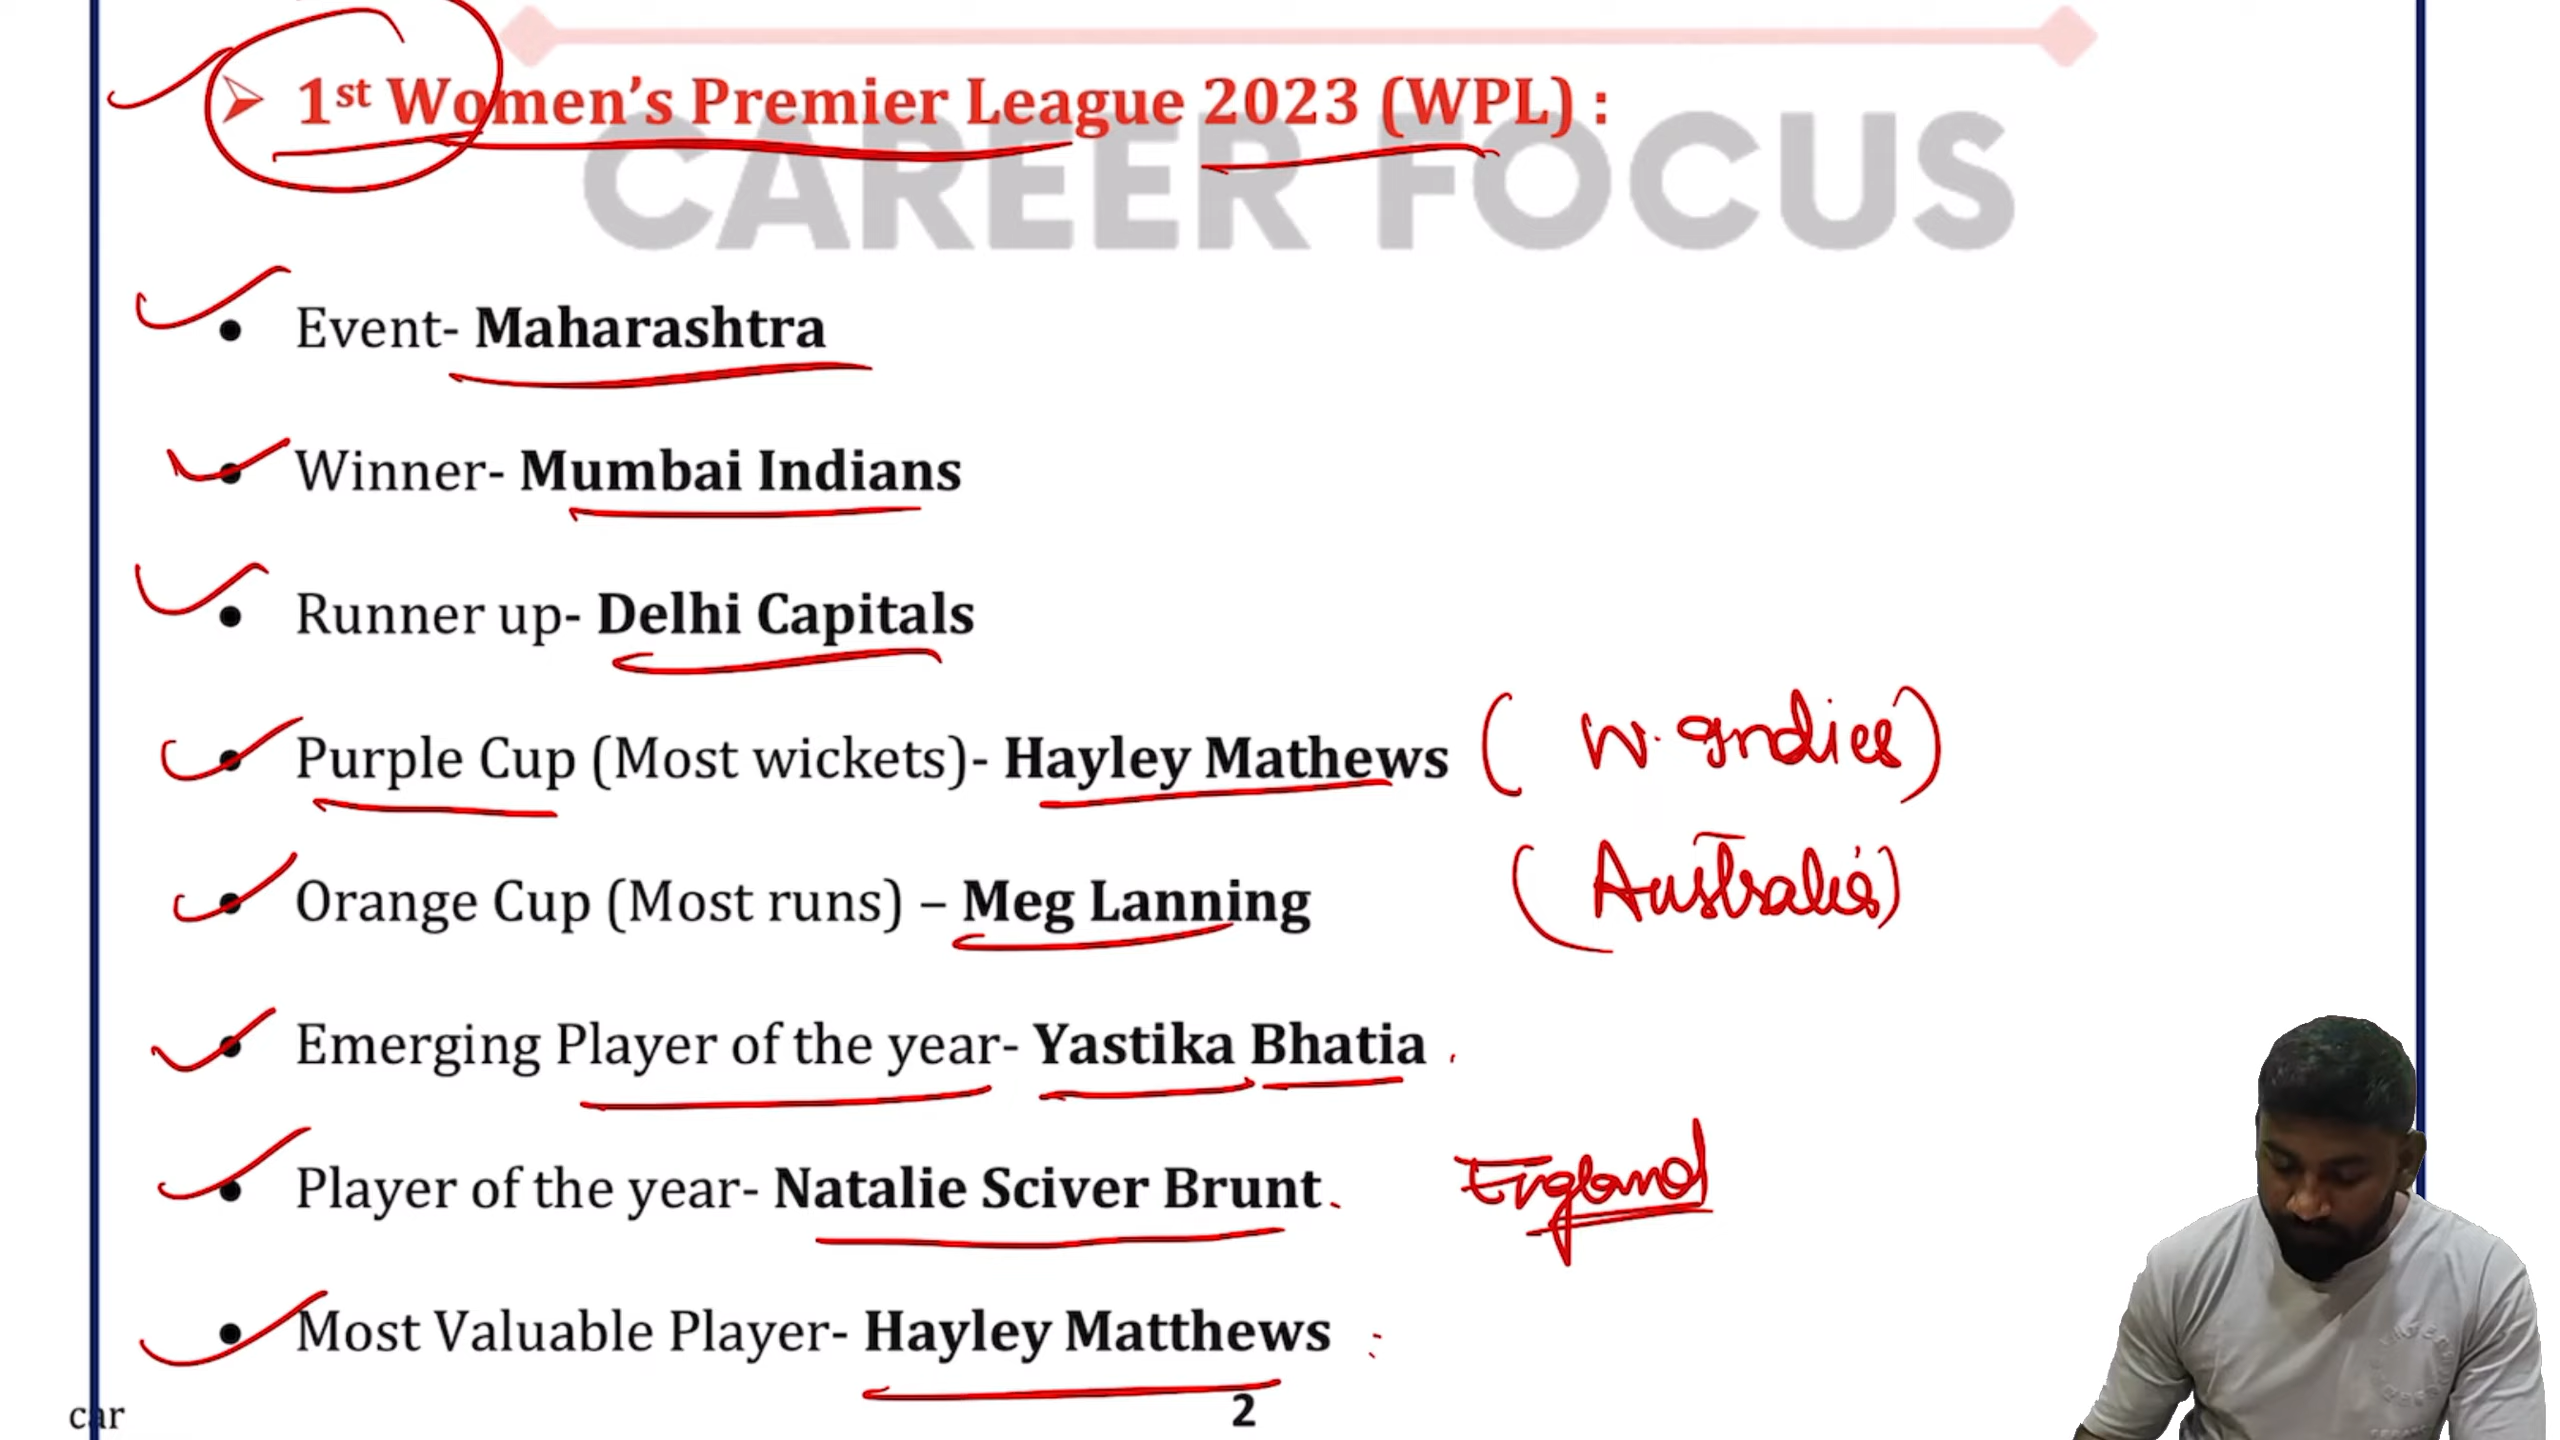 ➢ 1st Women's Premier League 2023 (WPL) :
CAREER FOCUS
• Event- Maharashtra
• Winner- Mumbai Indians
• Runner up- Delhi Capitals
• Purple Cup (Most wickets)- Hayley Mathews (W. Indies)
• Orange Cup (Most runs) – Meg Lanning (Australia)
• Emerging Player of the year- Yastika Bhatia
• Player of the year- Natalie Sciver Brunt. England
• Most Valuable Player- Hayley Matthews
car
2